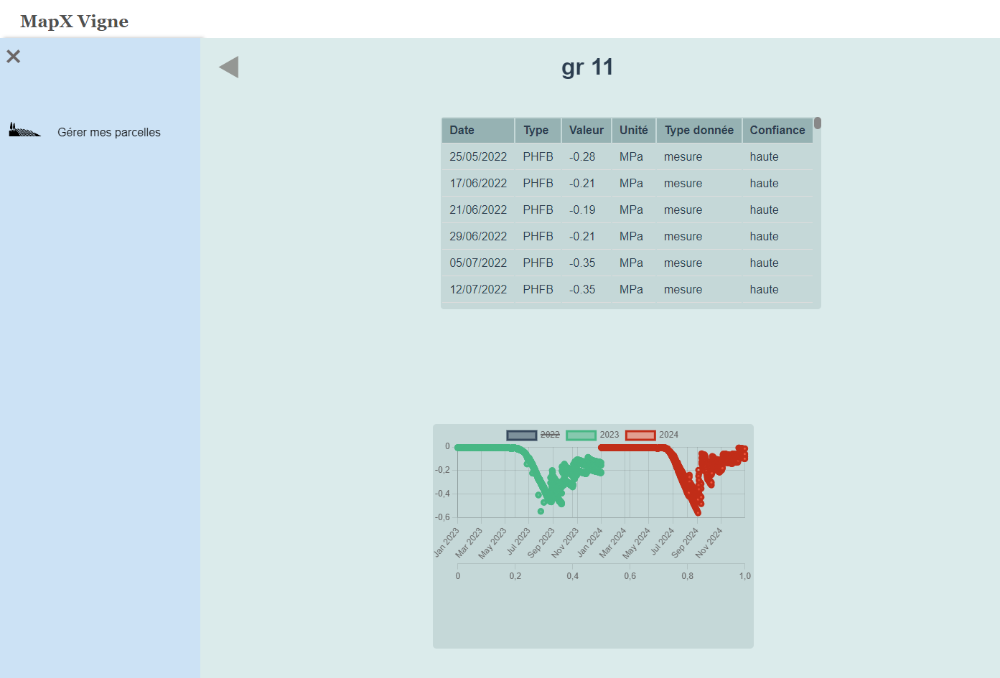 MapX Vigne
gr 11
Gérer mes parcelles
Date Type Valeur Unité Type donnée Confiance
25/05/2022 PHFB -0.28 MPa mesure haute
17/06/2022 PHFB -0.21 MPa mesure haute
21/06/2022 PHFB -0.19 MPa mesure haute
29/06/2022 PHFB -0.21 MPa mesure haute
05/07/2022 PHFB -0.35 MPa mesure haute
12/07/2022 PHFB -0.35 MPa mesure haute
2022 2023 2024
0
-0,2
-0,4
-0,6
Jan 2023 Mar 2023 May 2023 Jul 2023 Sep 2023 Nov 2023 Jan 2024 Mar 2024 May 2024 Jul 2024 Sep 2024 Nov 2024
0 0,2 0,4 0,6 0,8 1,0